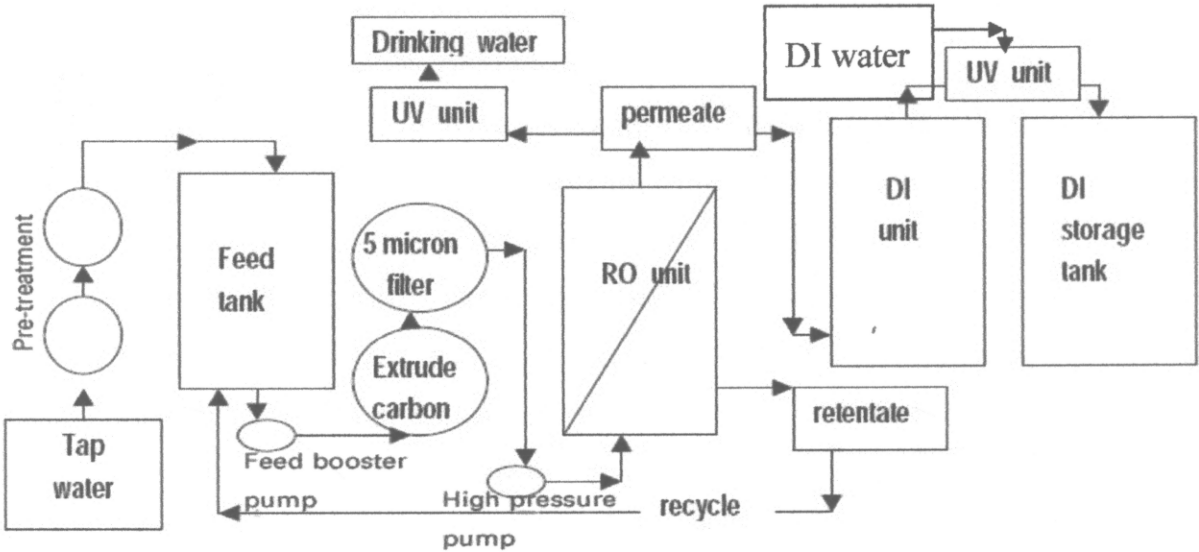 Drinking water
DI water
UV unit
UV unit
permeate
Pre-treatment
Feed
tank
5 micron
filter
Extrude
carbon
RO unit
DI
unit
DI
storage
tank
retentate
Tap
water
Feed booster
pump
High pressure
pump
recycle